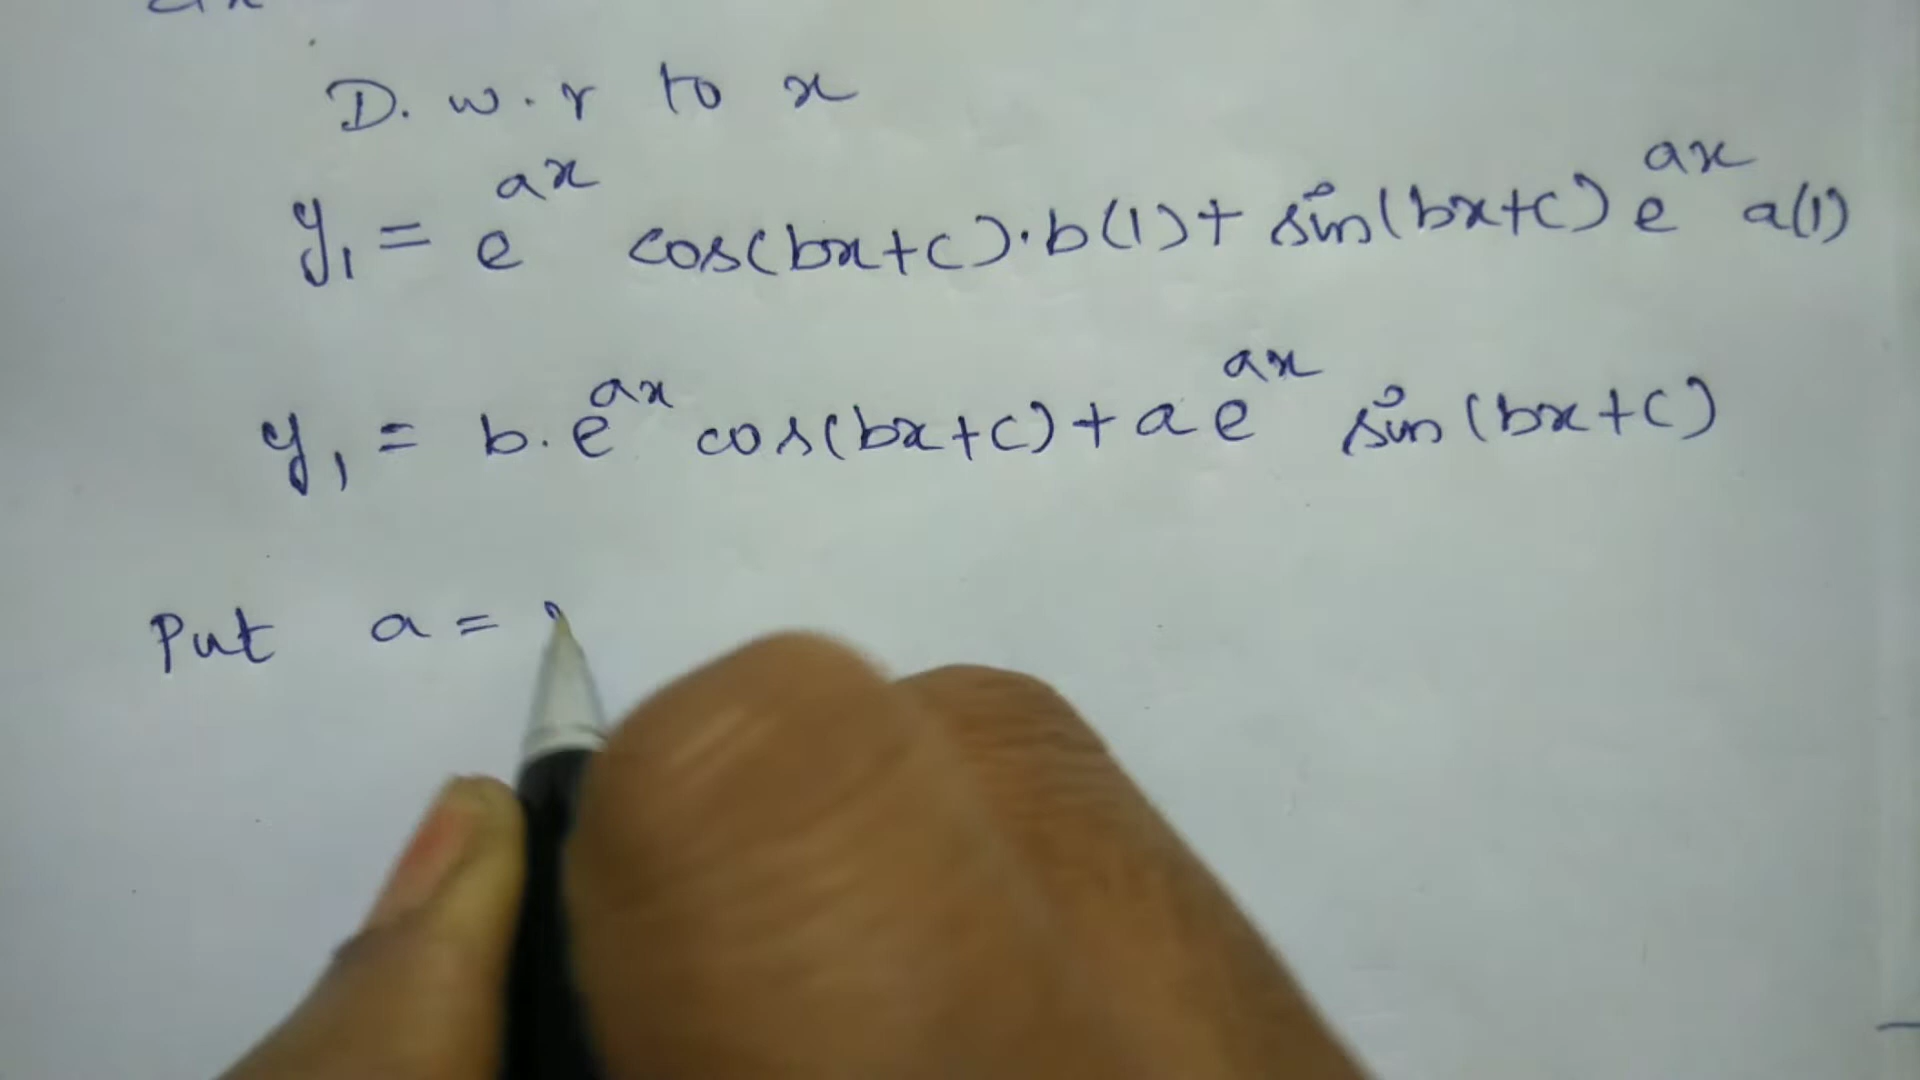 D. w.r to x
y₁ = e^{ax} cos(bx+c)·b(1) + sin(bx+c) e^{ax} a(1)
y₁ = b. e^{ax} cos(bx+c) + a e^{ax} sin(bx+c)
Put a =